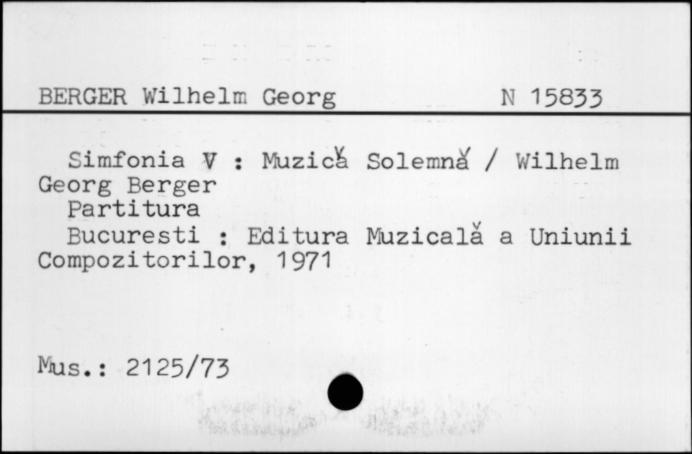 BERGER Wilhelm Georg N 15833
Simfonia V : Muzică Solemnă / Wilhelm
Georg Berger
Partitura
Bucuresti : Editura Muzicală a Uniunii
Compozitorilor, 1971
Mus.: 2125/73